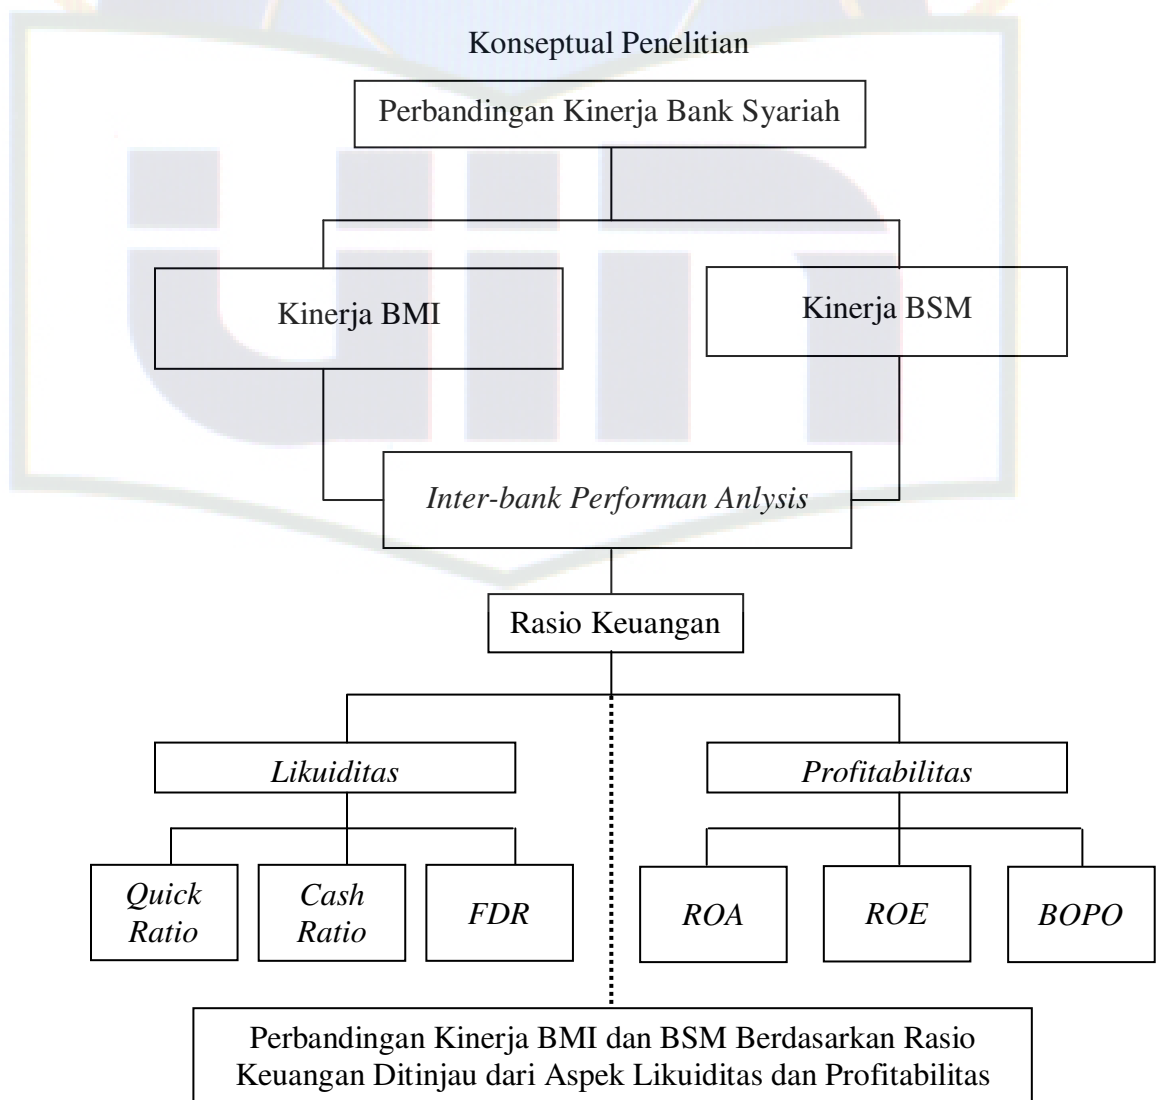 Konseptual Penelitian
Perbandingan Kinerja Bank Syariah
Kinerja BMI
Kinerja BSM
Inter-bank Performan Anlysis
Rasio Keuangan
Likuiditas
Profitabilitas
Quick
Ratio
Cash
Ratio
FDR
ROA
ROE
BOPO
Perbandingan Kinerja BMI dan BSM Berdasarkan Rasio
Keuangan Ditinjau dari Aspek Likuiditas dan Profitabilitas
uin